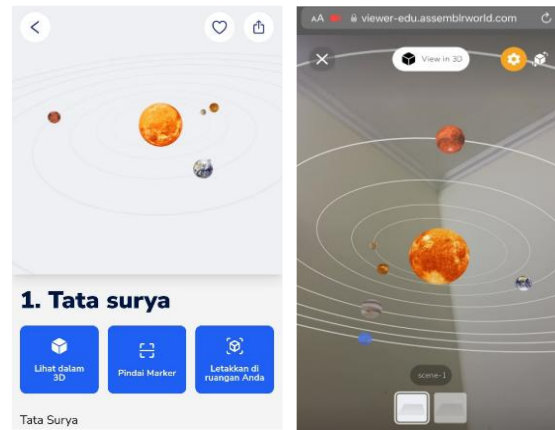 1. Tata surya
Lihat dalam
3D
Pindai Marker
Letakkan di
ruangan Anda
Tata Surya
AA viewer-edu.assemblrworld.com
View in 3D
scene-1